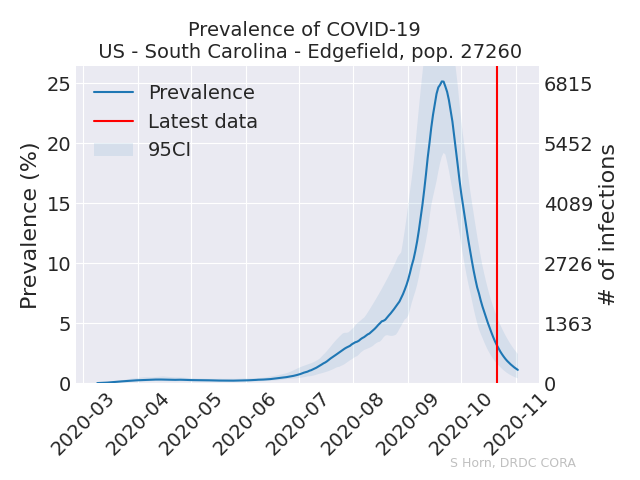 Prevalence of COVID-19
US - South Carolina - Edgefield, pop. 27260
Prevalence
Latest data
95CI
Prevalence (%)
25
20
15
10
5
0
6815
5452
4089
2726
1363
0
# of infections
2020-03
2020-04
2020-05
2020-06
2020-07
2020-08
2020-09
2020-10
2020-11
S Horn, DRDC CORA